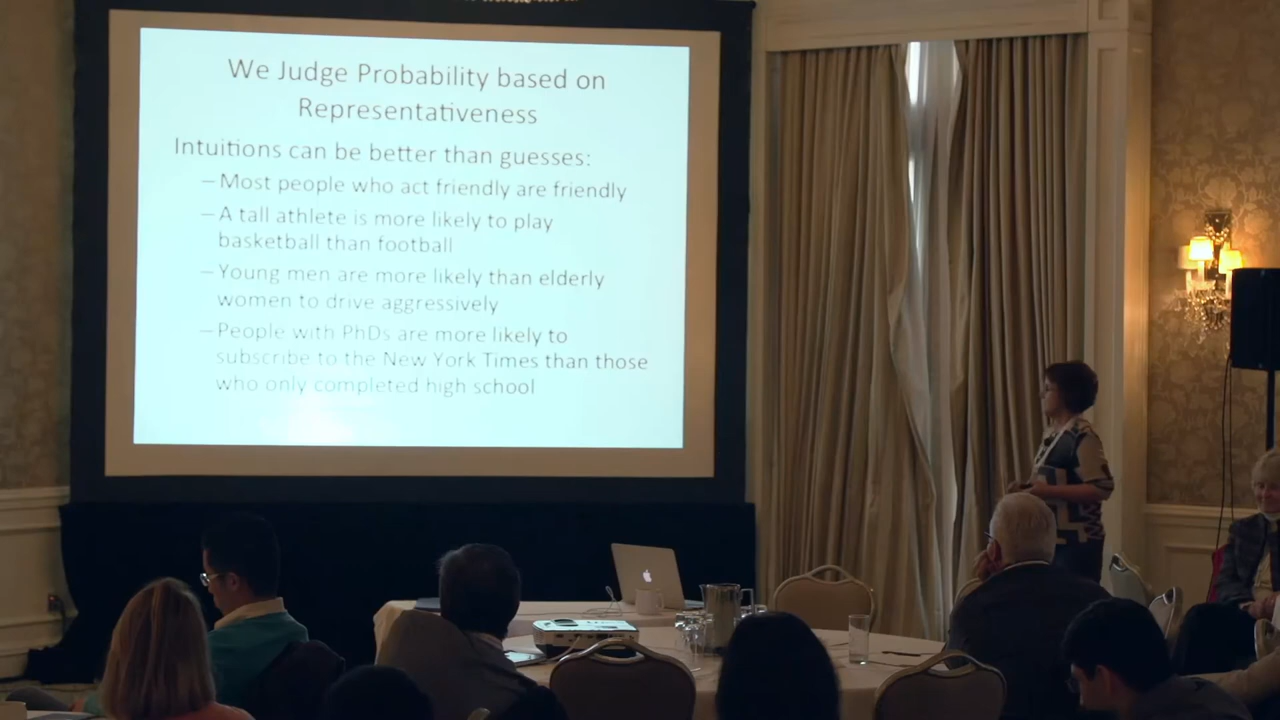 We Judge Probability based on
Representativeness
Intuitions can be better than guesses:
–Most people who act friendly are friendly
–A tall athlete is more likely to play
basketball than football
–Young men are more likely than elderly
women to drive aggressively
–People with PhDs are more likely to
subscribe to the New York Times than those
who only completed high school